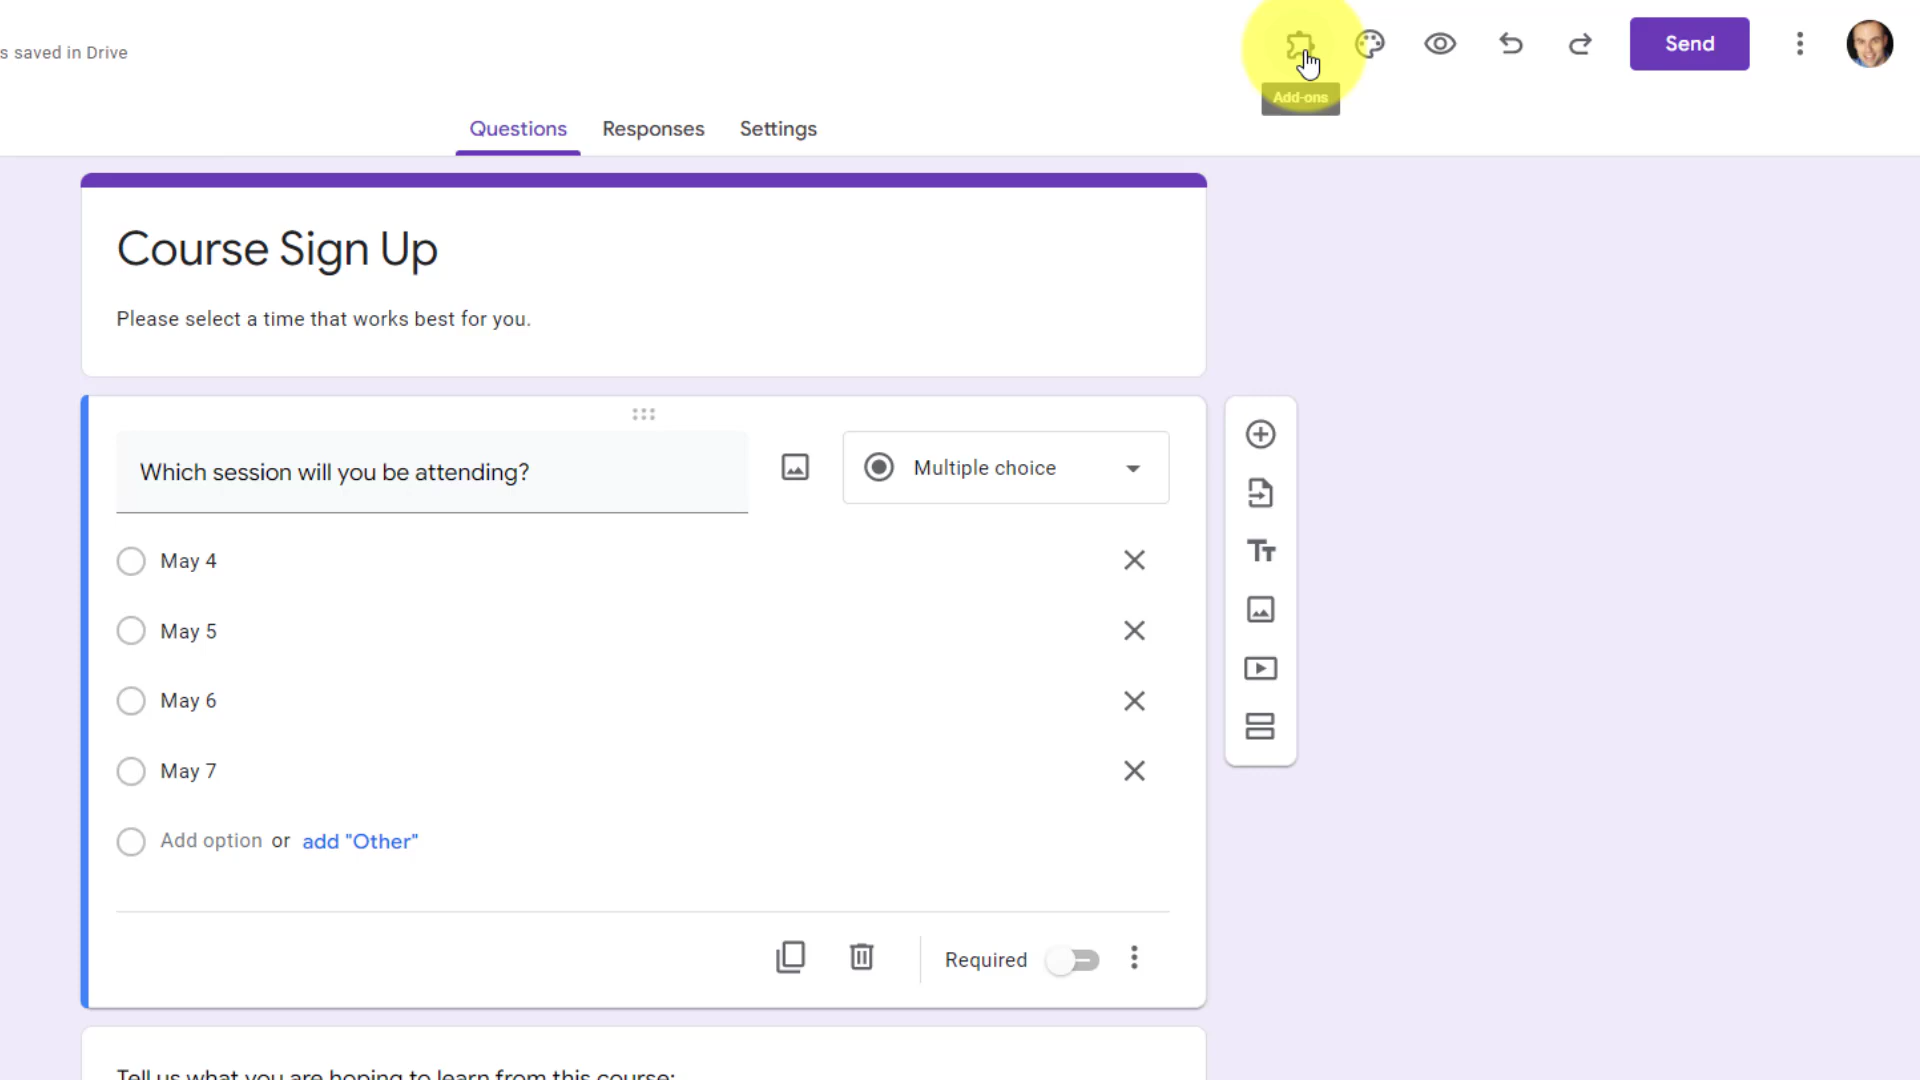 s saved in Drive
Send
Add-ons
Questions Responses Settings
Course Sign Up
Please select a time that works best for you.
Which session will you be attending?
Multiple choice
May 4
May 5
May 6
May 7
Add option or add "Other"
Required
Tell us what you are hoping to learn from this course: